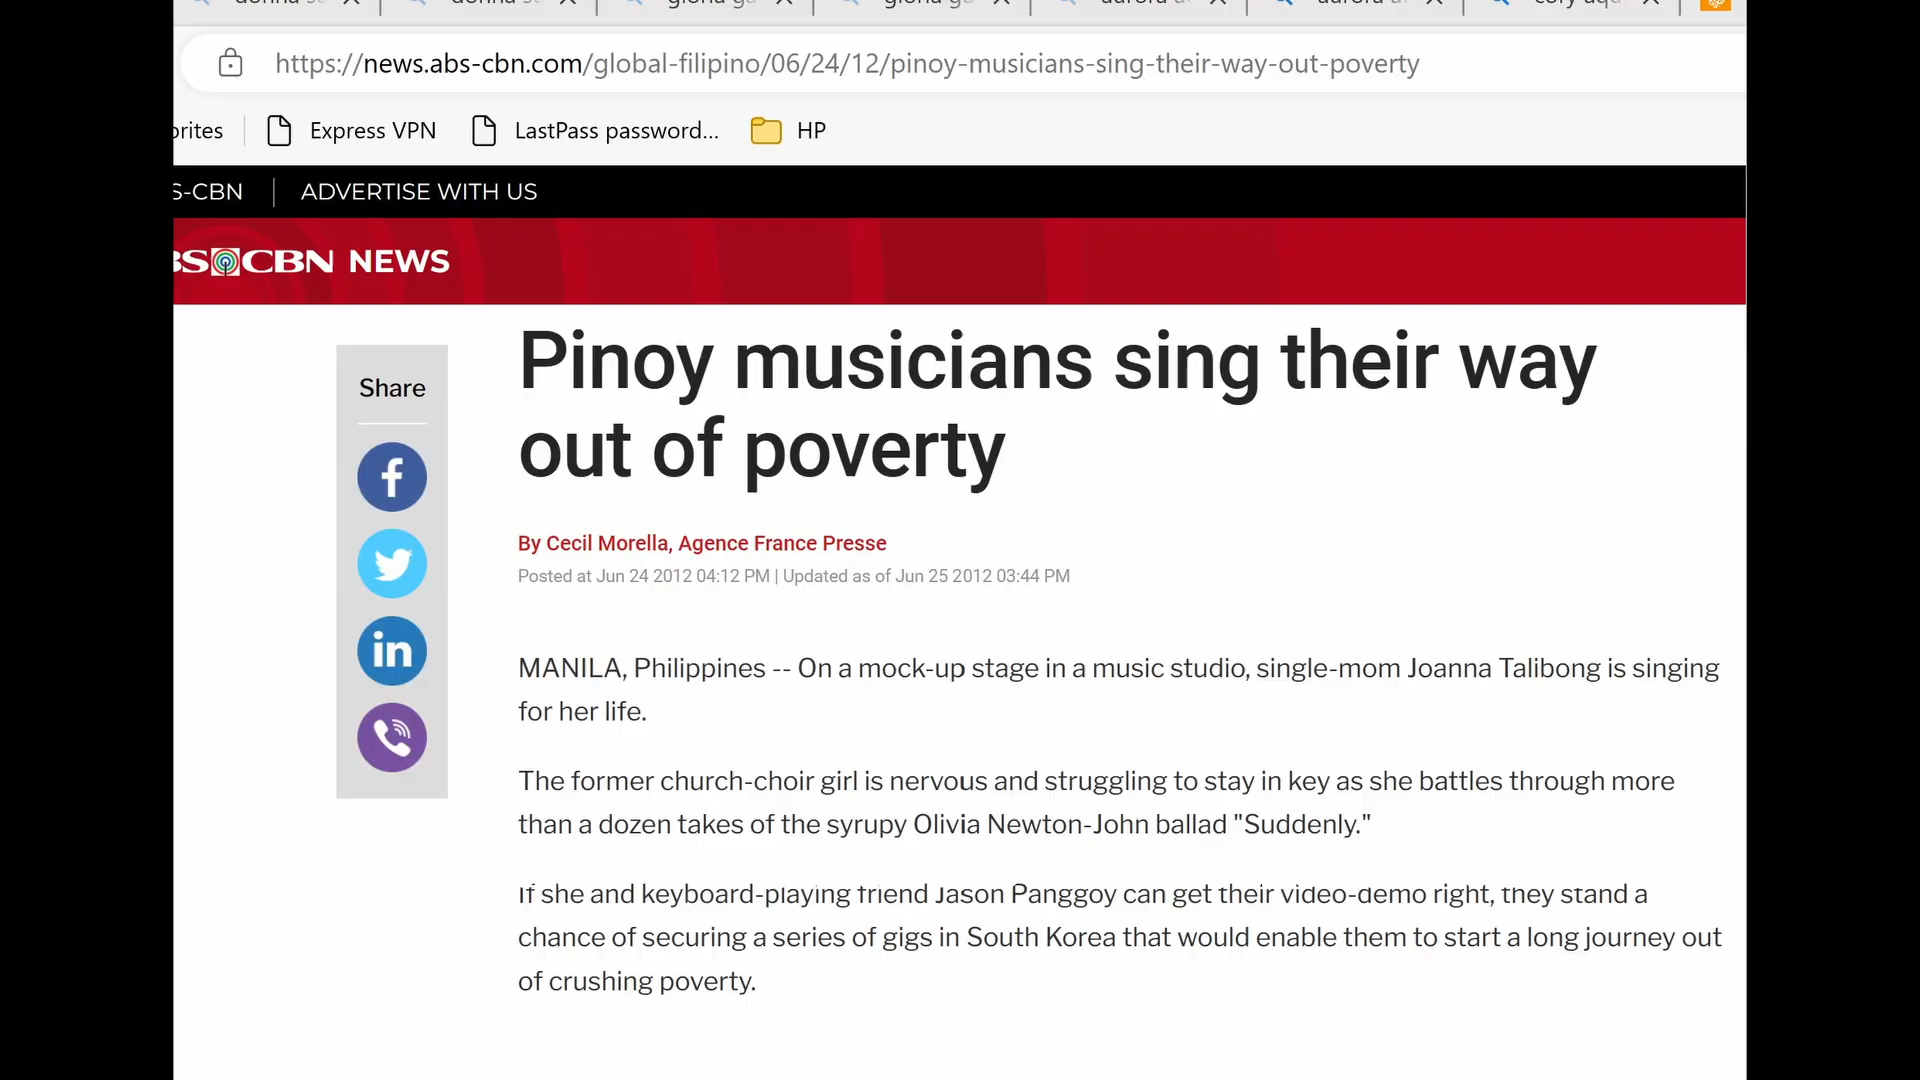 https://news.abs-cbn.com/global-filipino/06/24/12/pinoy-musicians-sing-their-way-out-poverty
Express VPN LastPass password... HP
S-CBN | ADVERTISE WITH US
BS CBN NEWS
Pinoy musicians sing their way
out of poverty
Share
By Cecil Morella, Agence France Presse
Posted at Jun 24 2012 04:12 PM | Updated as of Jun 25 2012 03:44 PM
MANILA, Philippines -- On a mock-up stage in a music studio, single-mom Joanna Talibong is singing
for her life.
The former church-choir girl is nervous and struggling to stay in key as she battles through more
than a dozen takes of the syrupy Olivia Newton-John ballad "Suddenly."
If she and keyboard-playing friend Jason Panggoy can get their video-demo right, they stand a
chance of securing a series of gigs in South Korea that would enable them to start a long journey out
of crushing poverty.